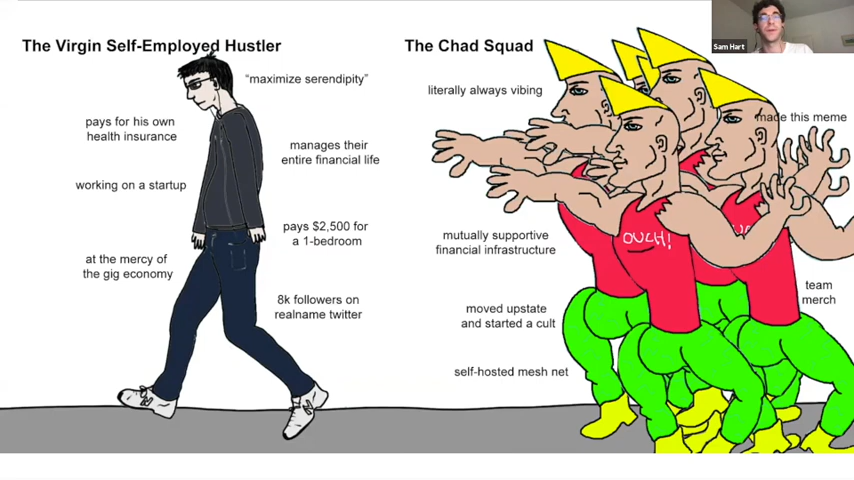 The Virgin Self-Employed Hustler
"maximize serendipity"
pays for his own
health insurance
manages their
entire financial life
working on a startup
pays $2,500 for
a 1-bedroom
at the mercy of
the gig economy
8k followers on
realname twitter
The Chad Squad
Sam Hart
literally always vibing
made this meme
OUCH!
mutually supportive
financial infrastructure
team
merch
moved upstate
and started a cult
self-hosted mesh net